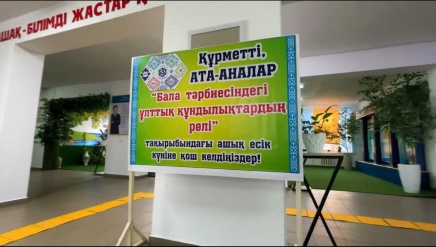 ШАҚ-БІЛІМДІ ЖАСТАР
Құрметті,
АТА-АНАЛАР
"Бала тәрбиесіндегі
ұлттық құндылықтардың
рөлі"
тақырыбындағы ашық есік
күніне қош келдіңіздер!